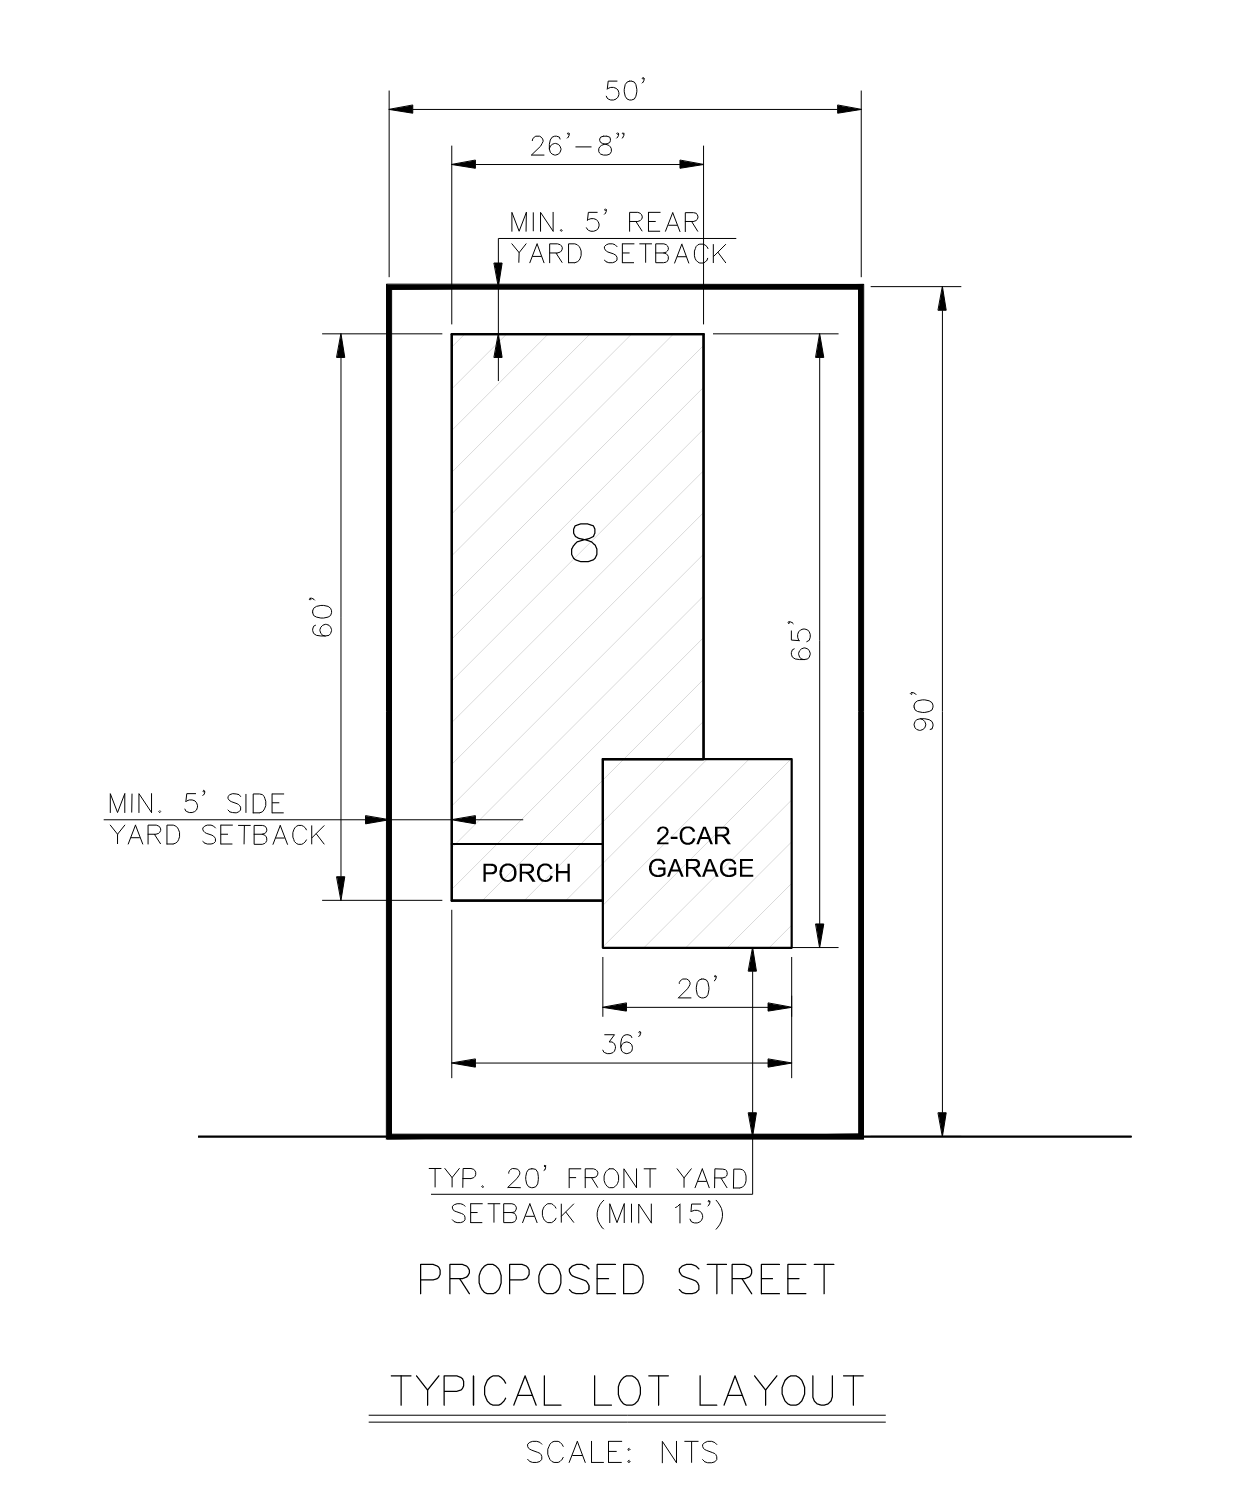 50'
26'-8"
MIN. 5' REAR
YARD SETBACK
8
60'
65'
90'
MIN. 5' SIDE
YARD SETBACK
2-CAR
GARAGE
PORCH
20'
36'
TYP. 20' FRONT YARD
SETBACK (MIN 15')
PROPOSED STREET
TYPICAL LOT LAYOUT
SCALE: NTS